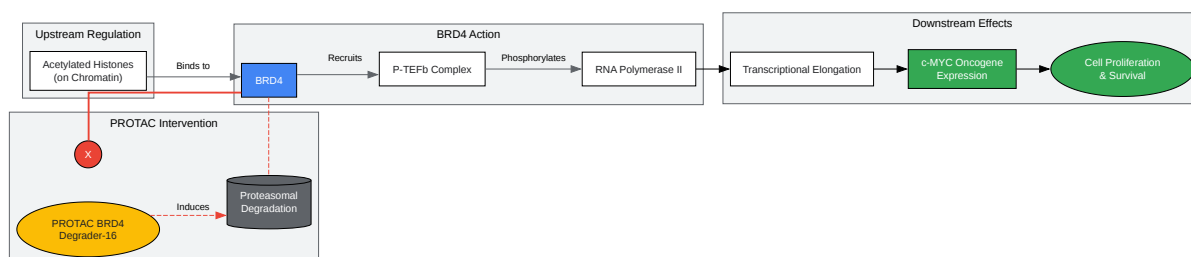 Upstream Regulation
Acetylated Histones
(on Chromatin)
Binds to
BRD4 Action
BRD4
Recruits
P-TEFb Complex
Phosphorylates
RNA Polymerase II
Downstream Effects
Transcriptional Elongation
c-MYC Oncogene
Expression
Cell Proliferation
& Survival
PROTAC Intervention
X
PROTAC BRD4
Degrader-16
Induces
Proteasomal
Degradation